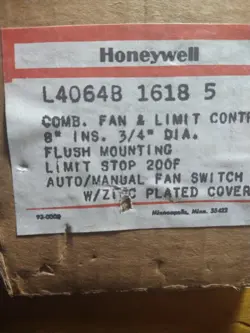 Honeywell
L4064B 1618 5
COMB. FAN & LIMIT CONT
8" INS. 3/4" DIA.
FLUSH MOUNTING
LIMIT STOP 200F
AUTO/MANUAL FAN SWITCH
W/ZINC PLATED COVER
Minneapolis, Minn. 55422